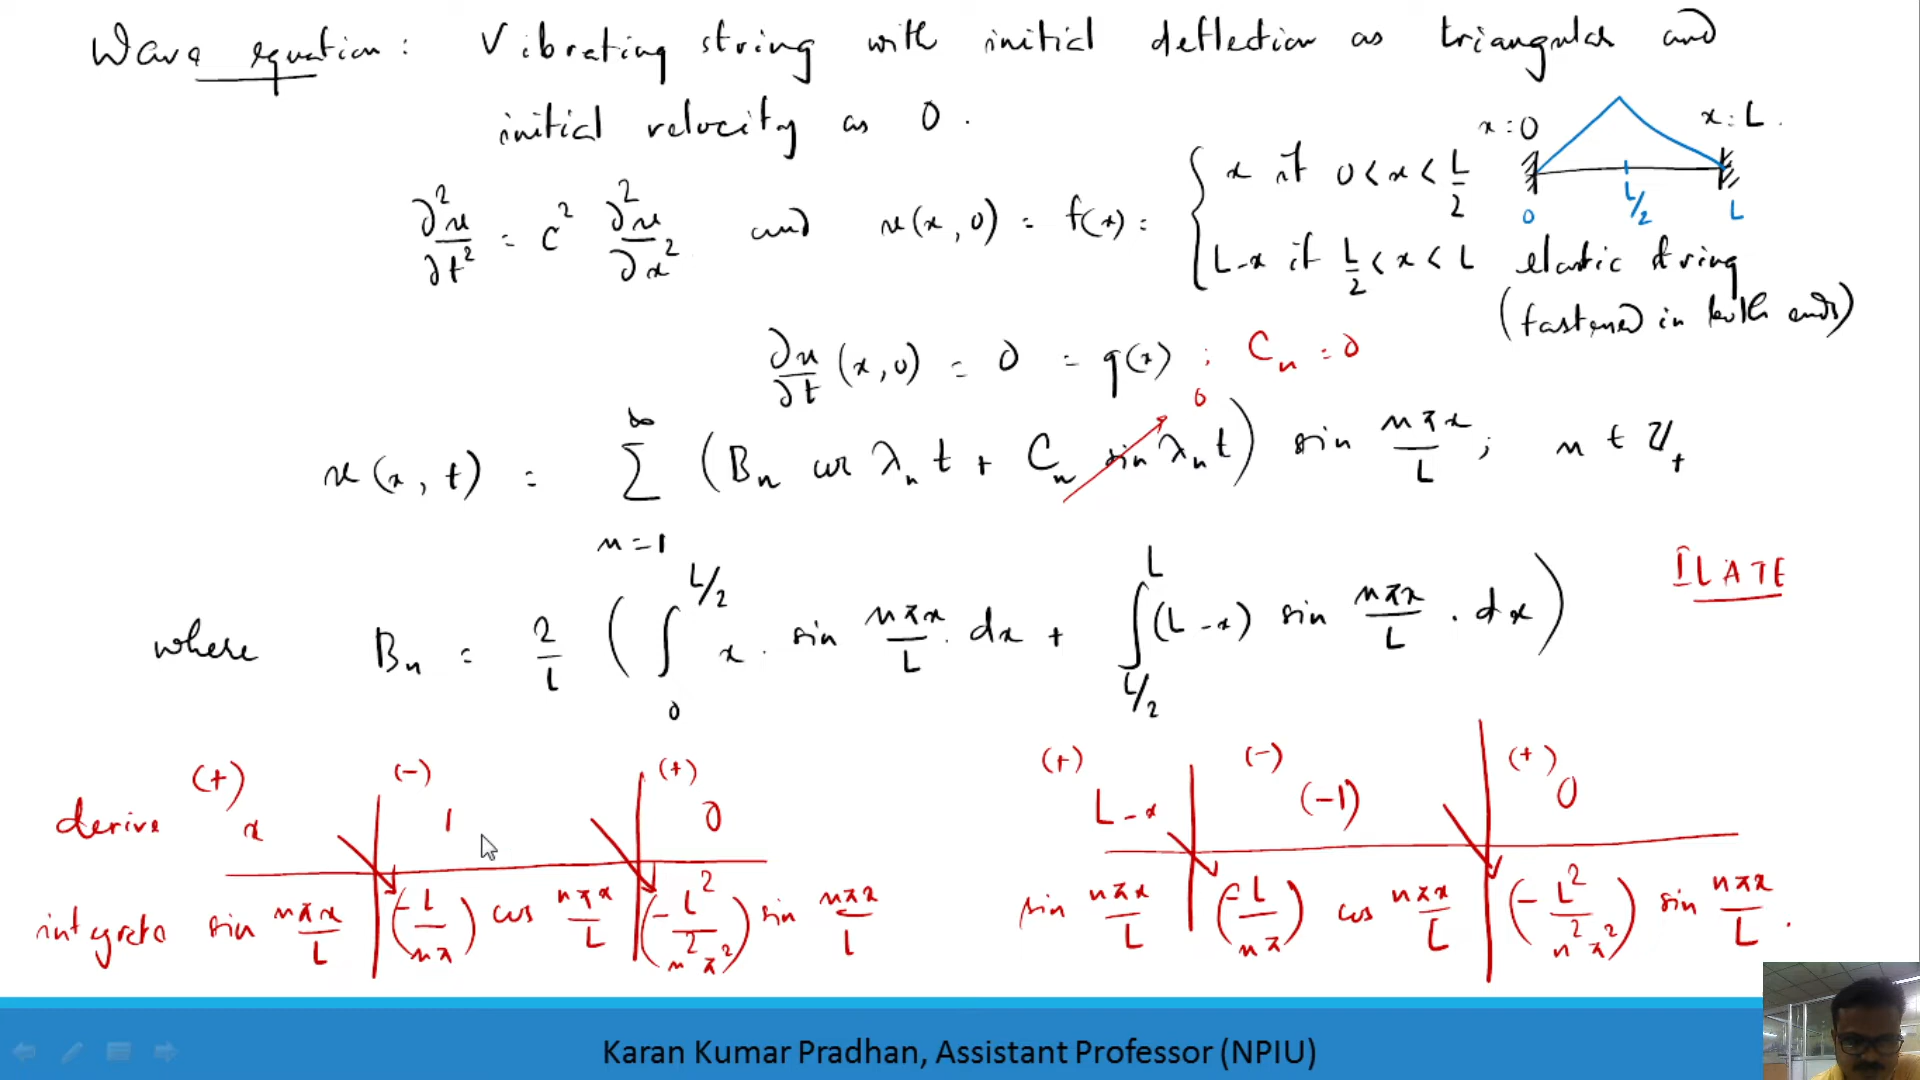 Wave equation: Vibrating string with initial deflection as triangular and
initial velocity as 0.
x=0 x=L.
∂²u/∂t² = c² ∂²u/∂x² and u(x,0) = f(x) = { x if 0<x<L/2
0 L/2 L
L-x if L/2<x<L elastic string
(fastened in both ends)
∂u/∂t (x,0) = 0 = g(x) : Cₙ = 0
0
u(x,t) = ∑_{n=1}^{∞} (Bₙ cos λₙt + Cₙ sin λₙt) sin nπx/L ; n ∈ Z₊
ILATE
where Bₙ = 2/L ( ∫₀^{L/2} x. sin nπx/L . dx + ∫_{L/2}^{L} (L-x) sin nπx/L . dx )
(+) (-) (+) (+) (-) (+)
derive x 1 0 L-x (-1) 0
integrate sin nπx/L (-L/nπ) cos nπx/L (-L²/n²π²) sin nπx/L sin nπx/L (-L/nπ) cos nπx/L (-L²/n²π²) sin nπx/L .
Karan Kumar Pradhan, Assistant Professor (NPIU)